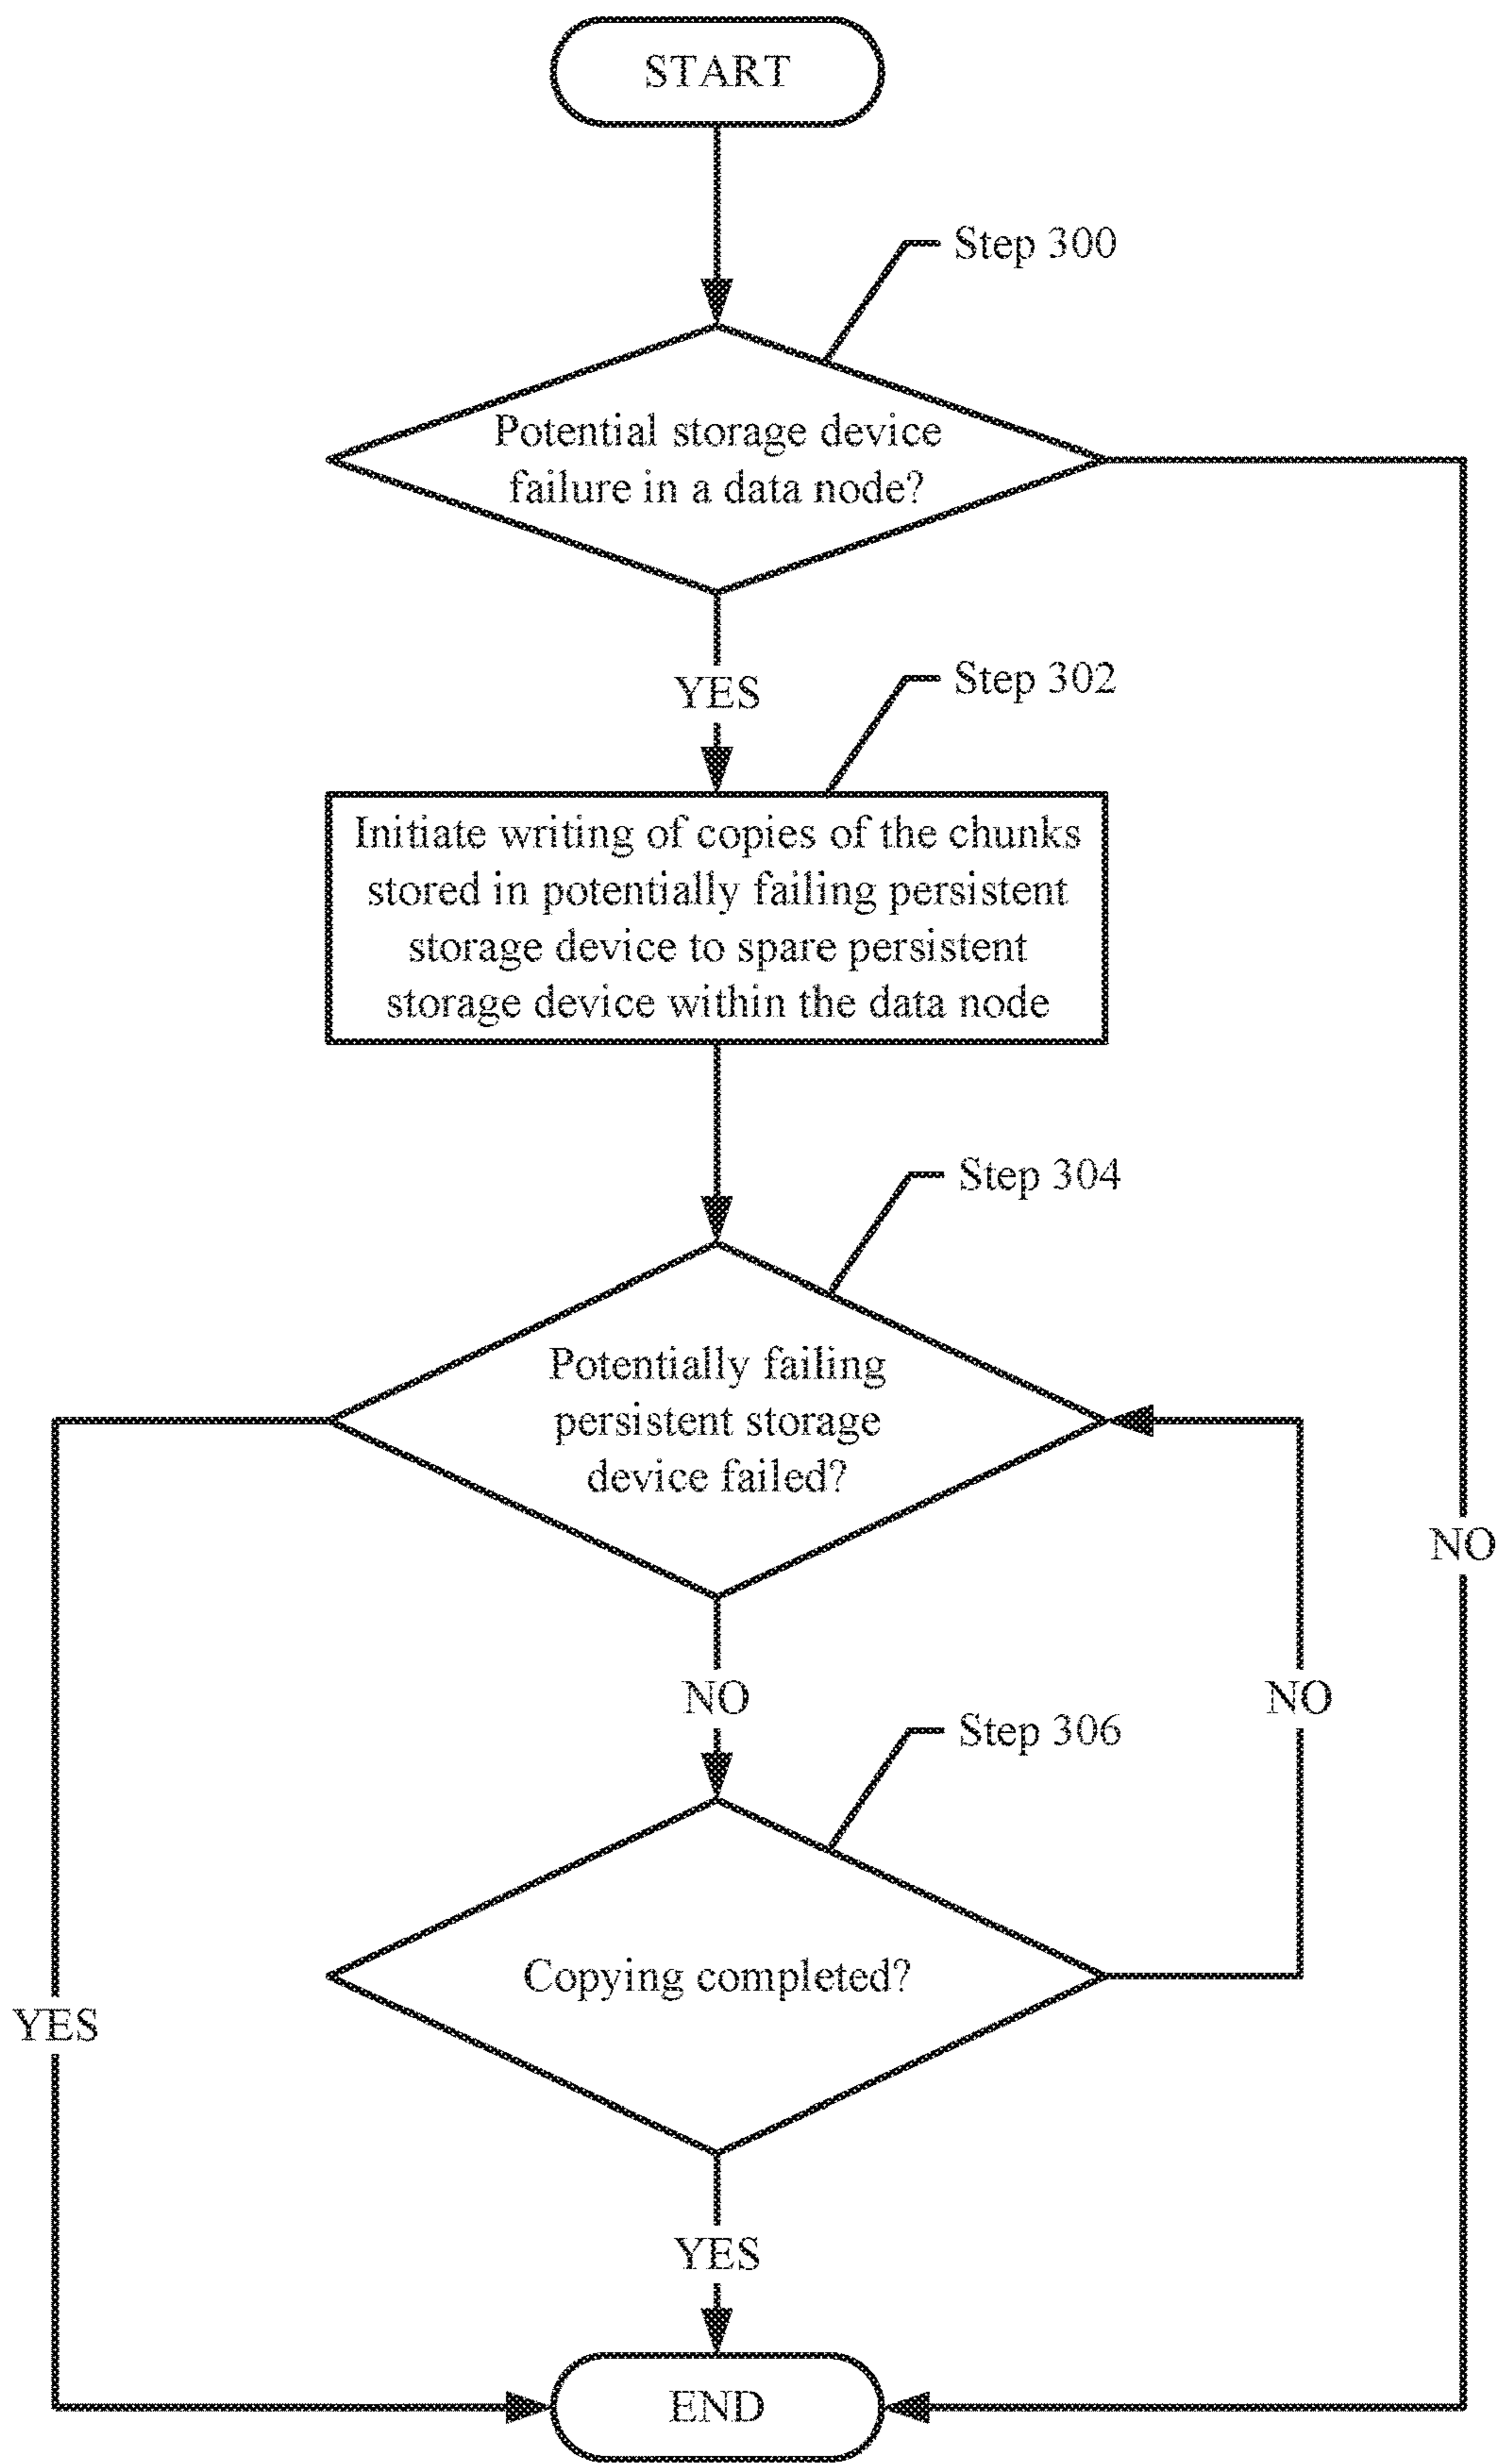 START
Step 300
Potential storage device
failure in a data node?
YES
Step 302
Initiate writing of copies of the chunks
stored in potentially failing persistent
storage device to spare persistent
storage device within the data node
Step 304
Potentially failing
persistent storage
device failed?
NO
NO
NO
Step 306
Copying completed?
YES
YES
END